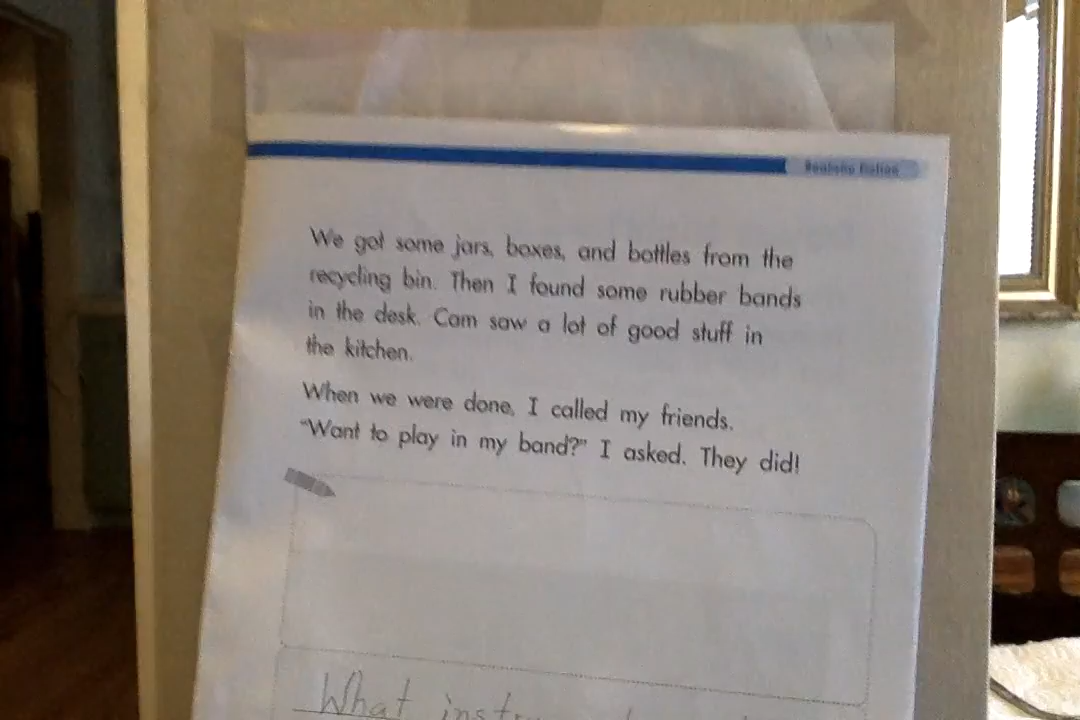 Realistic Fiction
We got some jars, boxes, and bottles from the
recycling bin. Then I found some rubber bands
in the desk. Cam saw a lot of good stuff in
the kitchen.
When we were done, I called my friends.
"Want to play in my band?" I asked. They did!
What